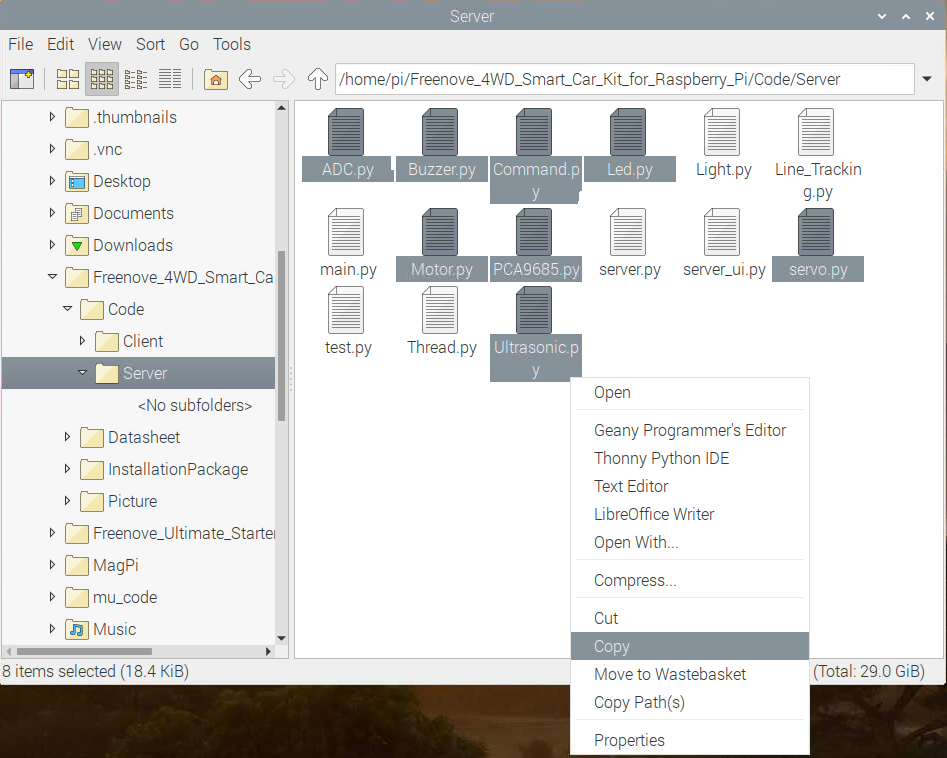 Server
File Edit View Sort Go Tools
/home/pi/Freenove_4WD_Smart_Car_Kit_for_Raspberry_Pi/Code/Server
.thumbnails
.vnc
Desktop
Documents
Downloads
Freenove_4WD_Smart_Ca
Code
Client
Server
<No subfolders>
Datasheet
InstallationPackage
Picture
Freenove_Ultimate_Starte
MagPi
mu_code
Music
ADC.py Buzzer.py Command.p Led.py Light.py Line_Trackin
y g.py
main.py Motor.py PCA9685.py server.py server_ui.py servo.py
test.py Thread.py Ultrasonic.p
y
Open
Geany Programmer's Editor
Thonny Python IDE
Text Editor
LibreOffice Writer
Open With...
Compress...
Cut
Copy
Move to Wastebasket
Copy Path(s)
Properties
8 items selected (18.4 KiB)
(Total: 29.0 GiB)